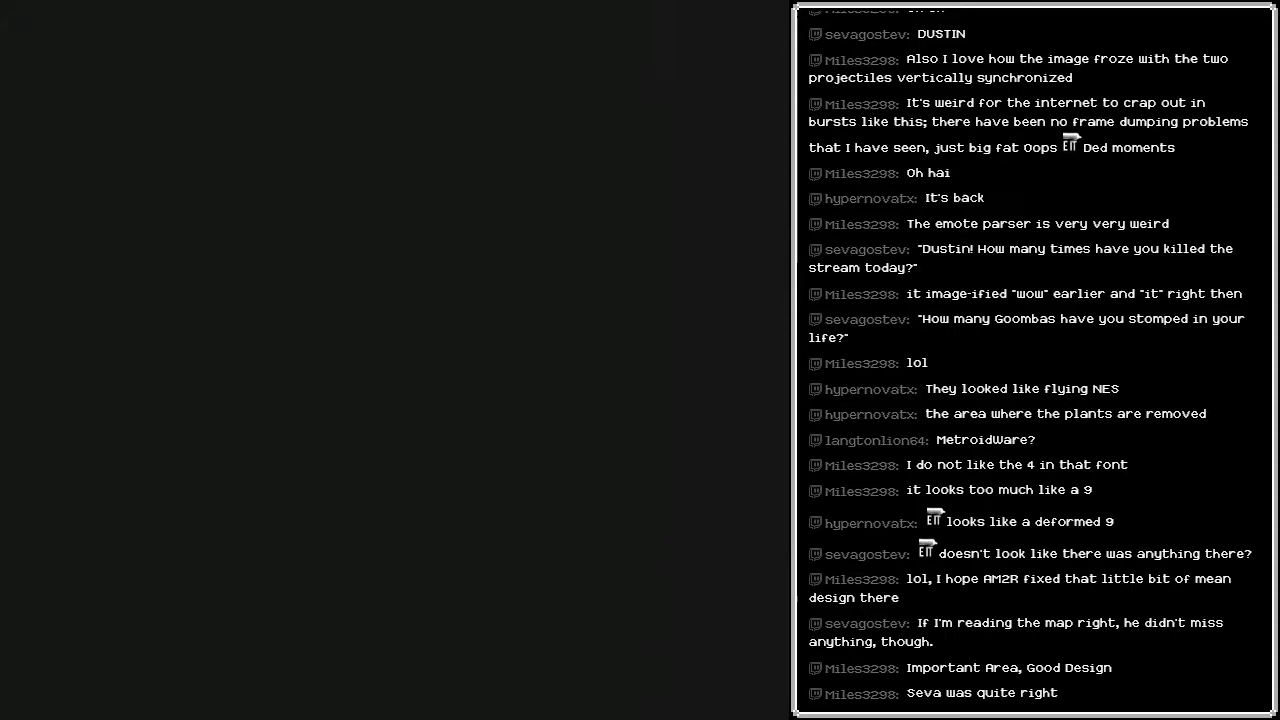 sevagostev: DUSTIN
Miles3298: Also I love how the image froze with the two
projectiles vertically synchronized
Miles3298: It's weird for the internet to crap out in
bursts like this; there have been no frame dumping problems
that I have seen, just big fat Oops EIT Ded moments
Miles3298: Oh hai
hypernovatx: It's back
Miles3298: The emote parser is very very weird
sevagostev: "Dustin! How many times have you killed the
stream today?"
Miles3298: it image-ified "wow" earlier and "it" right then
sevagostev: "How many Goombas have you stomped in your
life?"
Miles3298: lol
hypernovatx: They looked like flying NES
hypernovatx: the area where the plants are removed
langtonlion64: MetroidWare?
Miles3298: I do not like the 4 in that font
Miles3298: it looks too much like a 9
hypernovatx: EIT looks like a deformed 9
sevagostev: EIT doesn't look like there was anything there?
Miles3298: lol, I hope AM2R fixed that little bit of mean
design there
sevagostev: If I'm reading the map right, he didn't miss
anything, though.
Miles3298: Important Area, Good Design
Miles3298: Seva was quite right